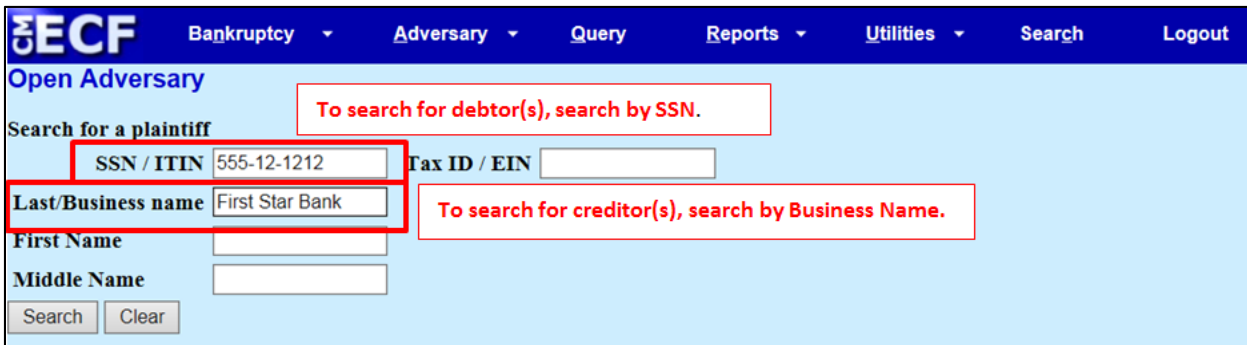 CM ECF Bankruptcy Adversary Query Reports Utilities Search Logout
Open Adversary
To search for debtor(s), search by SSN.
Search for a plaintiff
SSN / ITIN 555-12-1212 Tax ID / EIN
Last/Business name First Star Bank
To search for creditor(s), search by Business Name.
First Name
Middle Name
Search Clear